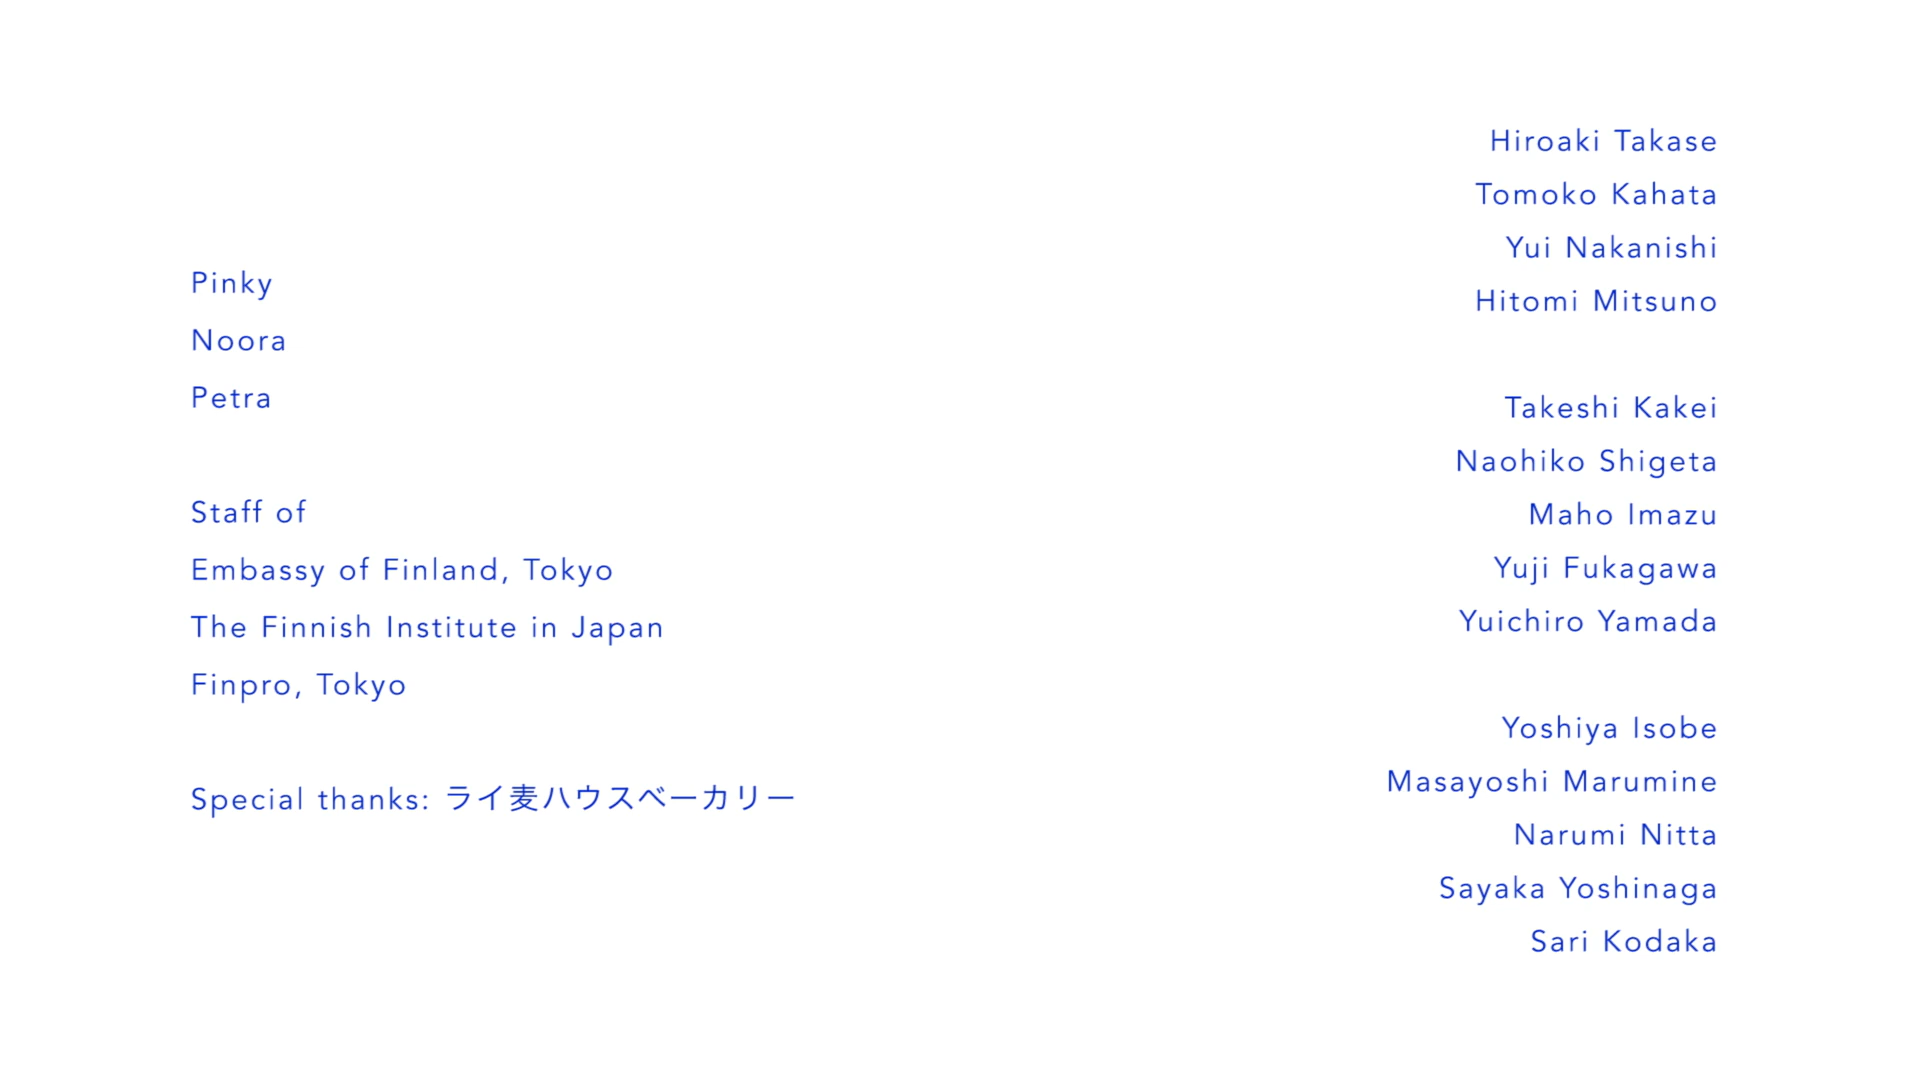 Pinky
Noora
Petra
Staff of
Embassy of Finland, Tokyo
The Finnish Institute in Japan
Finpro, Tokyo
Special thanks: ライ麦ハウスベーカリー
Hiroaki Takase
Tomoko Kahata
Yui Nakanishi
Hitomi Mitsuno
Takeshi Kakei
Naohiko Shigeta
Maho Imazu
Yuji Fukagawa
Yuichiro Yamada
Yoshiya Isobe
Masayoshi Marumine
Narumi Nitta
Sayaka Yoshinaga
Sari Kodaka